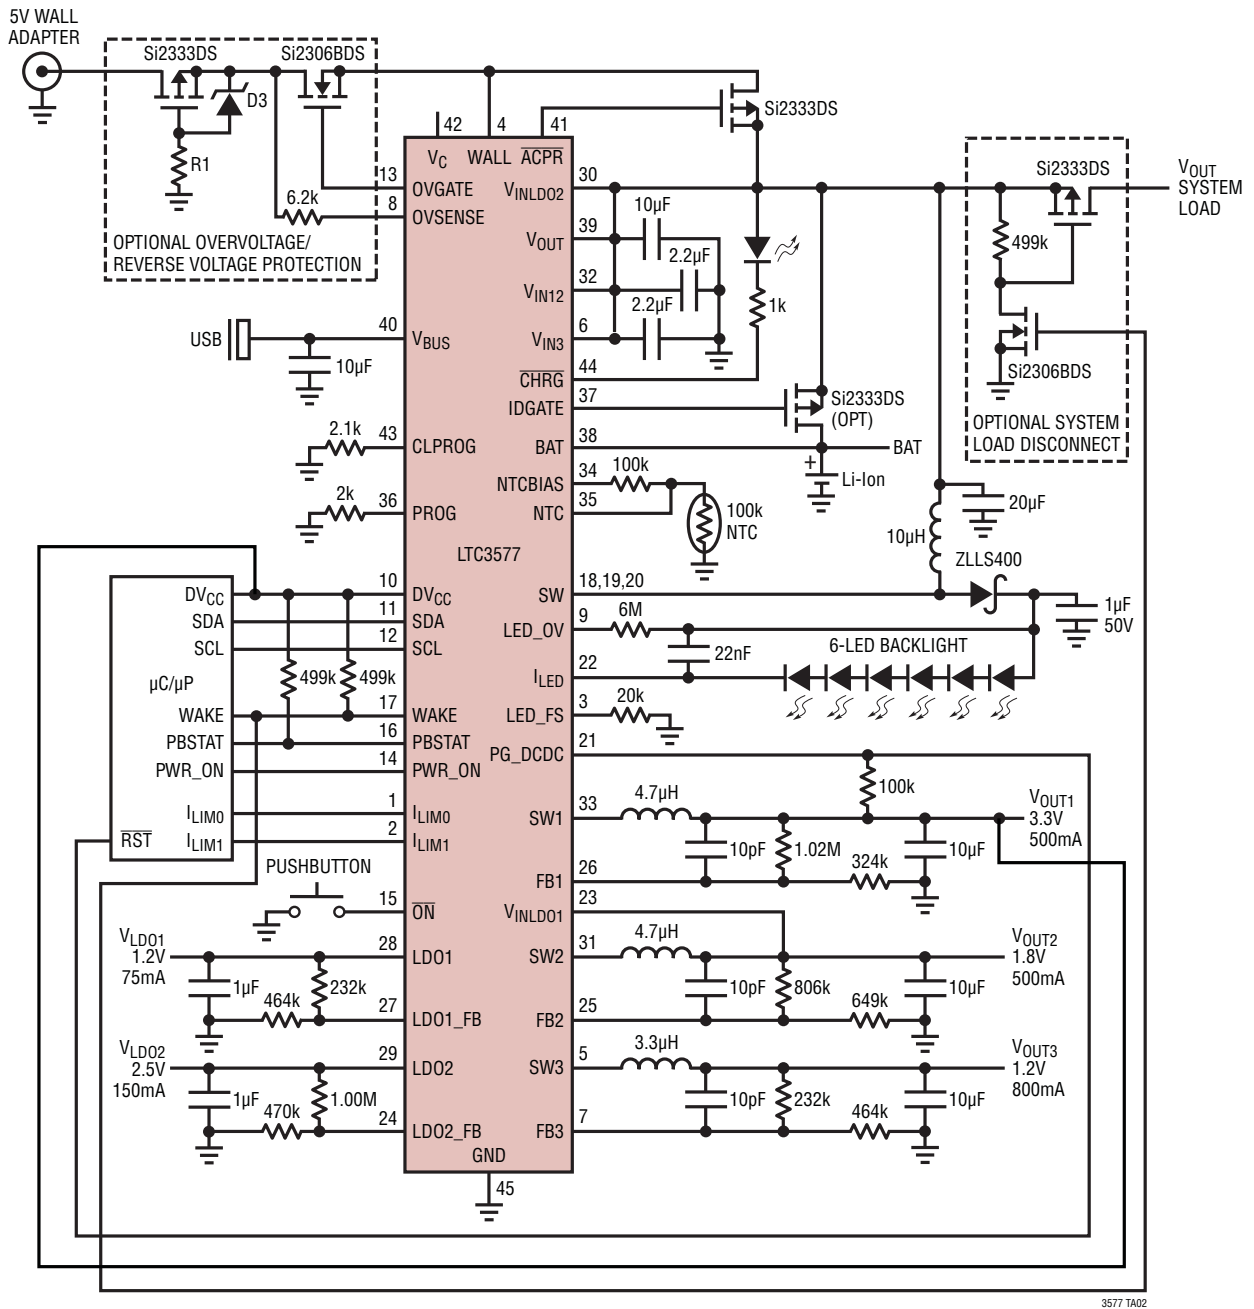 5V WALL
ADAPTER
Si2333DS
Si2306BDS
D3
R1
6.2k
OPTIONAL OVERVOLTAGE/
REVERSE VOLTAGE PROTECTION
42
4
41
VC
WALL
ACPR
Si2333DS
13
OVGATE
8
OVSENSE
30
VINLDO2
39
VOUT
10µF
2.2µF
32
VIN12
2.2µF
6
VIN3
1k
44
CHRG
37
IDGATE
Si2333DS
(OPT)
38
BAT
BAT
+
Li-Ion
Si2333DS
VOUT
SYSTEM
LOAD
499k
Si2306BDS
OPTIONAL SYSTEM
LOAD DISCONNECT
USB
40
VBUS
10µF
2.1k
43
CLPROG
2k
36
PROG
34
NTCBIAS
100k
35
NTC
100k
NTC
LTC3577
20µF
10µH
ZLLS400
DVCC
10
DVCC
18,19,20
SW
1µF
50V
SDA
11
SDA
9
LED_OV
6M
SCL
12
SCL
22nF
6-LED BACKLIGHT
µC/µP
499k
499k
22
ILED
WAKE
17
WAKE
3
LED_FS
20k
PBSTAT
16
PBSTAT
21
PG_DCDC
PWR_ON
14
PWR_ON
100k
ILIM0
1
ILIM0
33
SW1
4.7µH
VOUT1
3.3V
500mA
RST
ILIM1
2
ILIM1
10pF
1.02M
324k
10µF
26
FB1
PUSHBUTTON
15
ON
23
VINLDO1
VLDO1
1.2V
75mA
28
LDO1
31
SW2
4.7µH
VOUT2
1.8V
500mA
1µF
464k
232k
27
LDO1_FB
10pF
806k
649k
10µF
25
FB2
VLDO2
2.5V
150mA
29
LDO2
5
SW3
3.3µH
VOUT3
1.2V
800mA
1µF
470k
1.00M
24
LDO2_FB
10pF
232k
464k
10µF
7
FB3
GND
45
3577 TA02